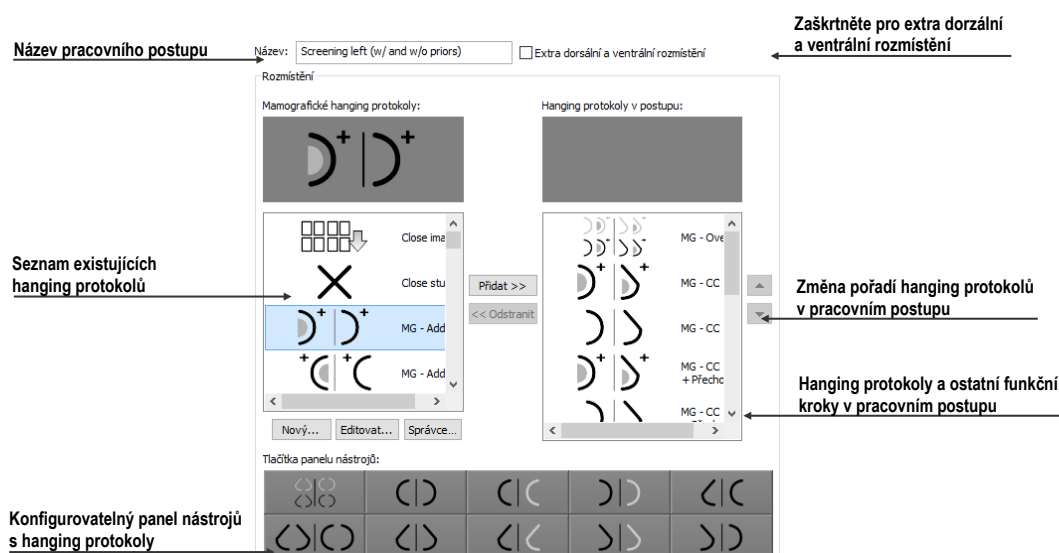 Zaškrtněte pro extra dorzální
a ventrální rozmístění
Název pracovního postupu
Název: Screening left (w/ and w/o priors)
Extra dorsální a ventrální rozmístění
Rozmístění
Mamografické hanging protokoly:
Hanging protokoly v postupu:
Close ima
Close stu
MG - Add
MG - Add
Seznam existujících
hanging protokolů
Přidat >>
<< Odstranit
MG - Ove
MG - CC
MG - CC
MG - CC
+ Přecho
MG - CC
Změna pořadí hanging protokolů
v pracovním postupu
Hanging protokoly a ostatní funkční
kroky v pracovním postupu
Nový... Editovat... Správce...
Tlačítka panelu nástrojů:
Konfigurovatelný panel nástrojů
s hanging protokoly